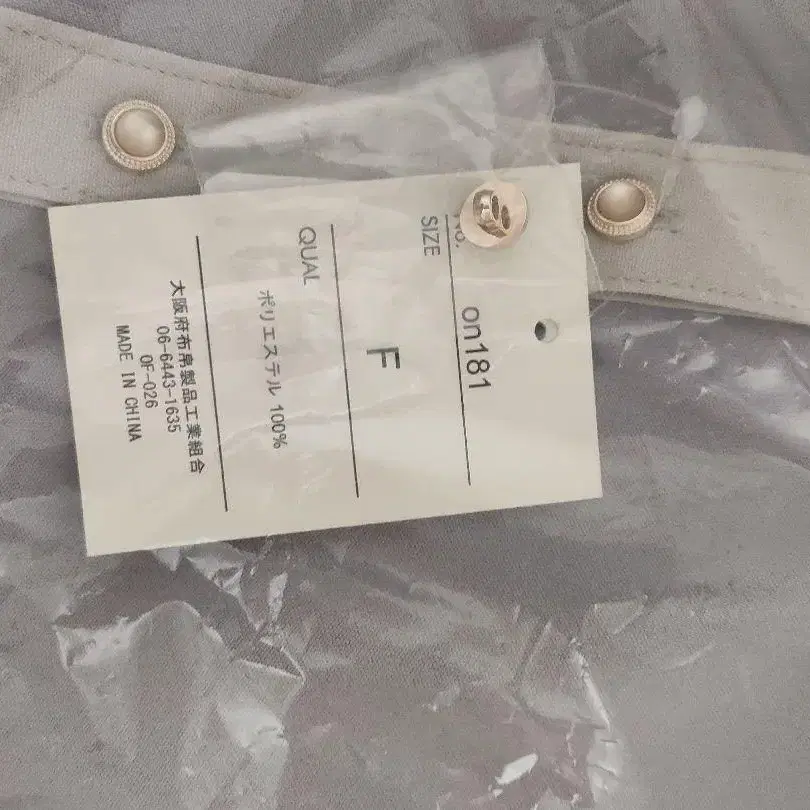 No. on181
SIZE
F
QUAL
ポリエステル 100%
大阪府布帛製品工業組合
06-6443-1635
OF-026
MADE IN CHINA